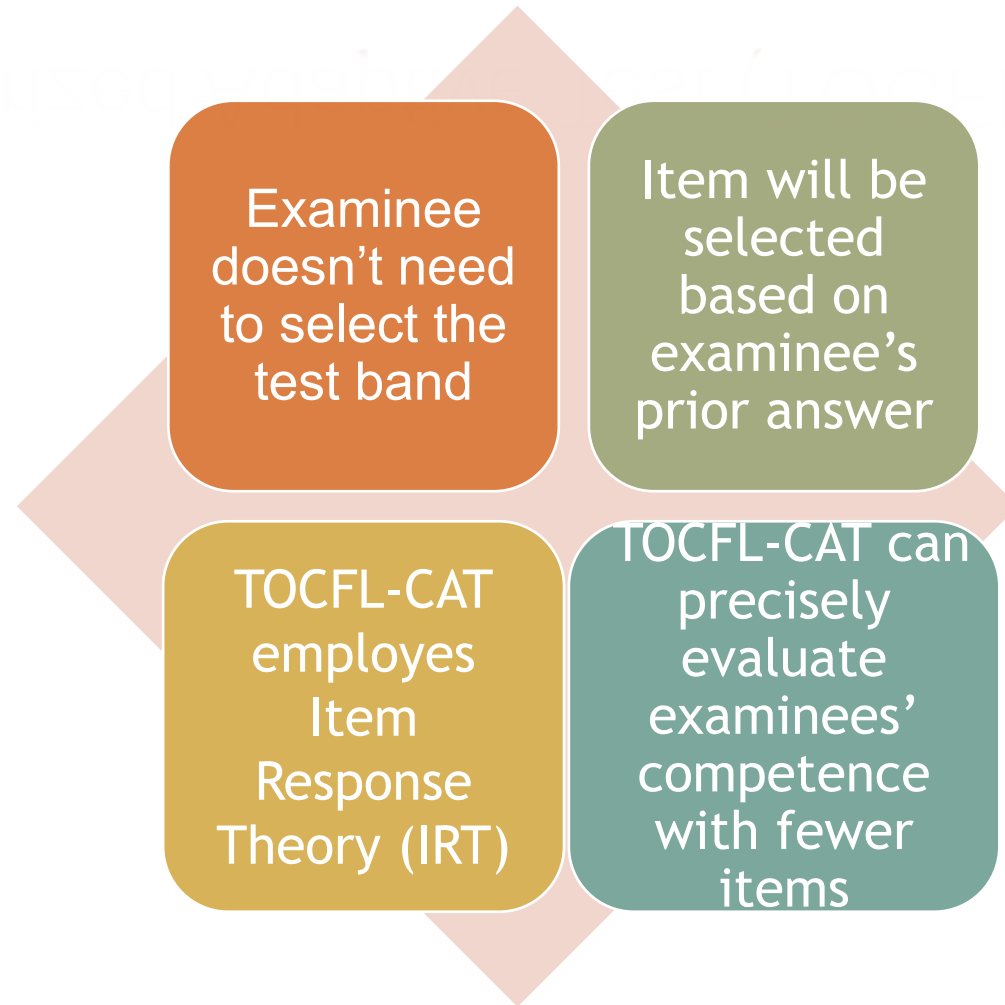 Examinee
doesn’t need
to select the
test band
Item will be
selected
based on
examinee’s
prior answer
TOCFL-CAT
employes
Item
Response
Theory (IRT)
TOCFL-CAT can
precisely
evaluate
examinees’
competence
with fewer
items